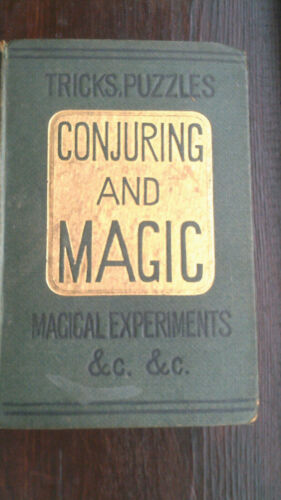 TRICKS, PUZZLES
CONJURING
AND
MAGIC
MAGICAL EXPERIMENTS
&c. &c.